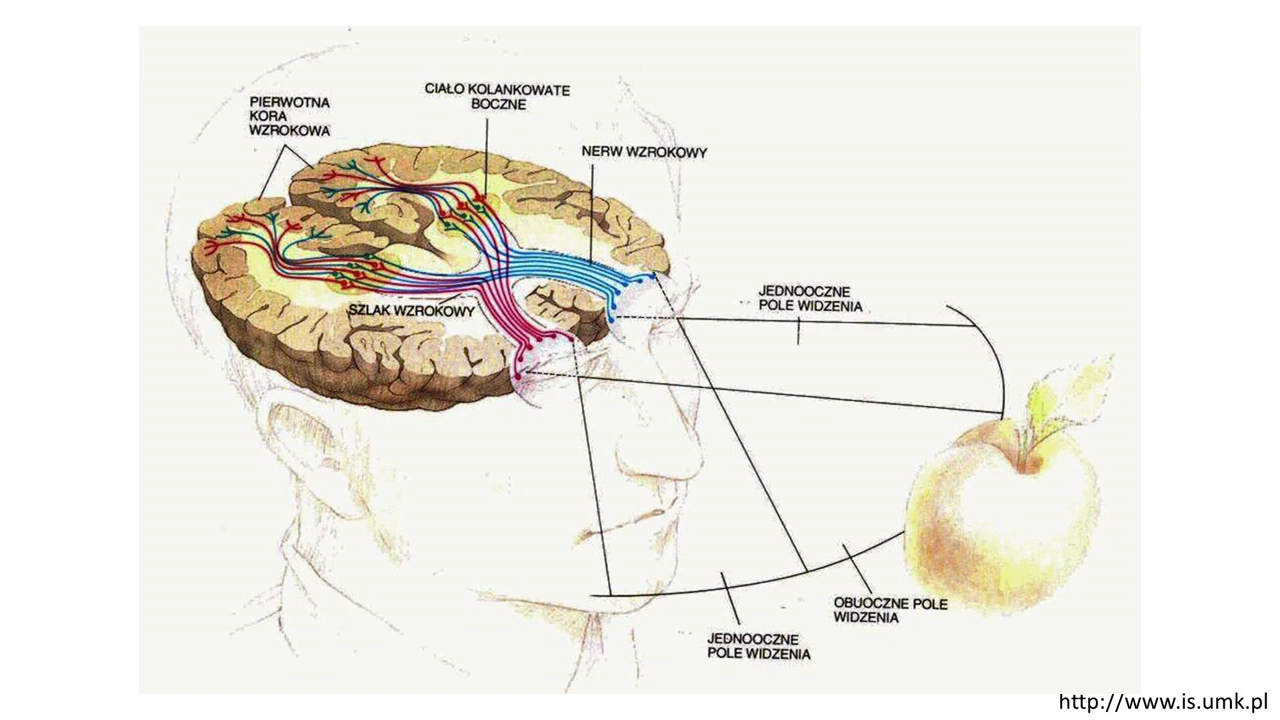 CIAŁO KOLANKOWATE
BOCZNE
PIERWOTNA
KORA
WZROKOWA
NERW WZROKOWY
SZLAK WZROKOWY
JEDNOOCZNE
POLE WIDZENIA
OBUOCZNE POLE
WIDZENIA
JEDNOOCZNE
POLE WIDZENIA
http://www.is.umk.pl